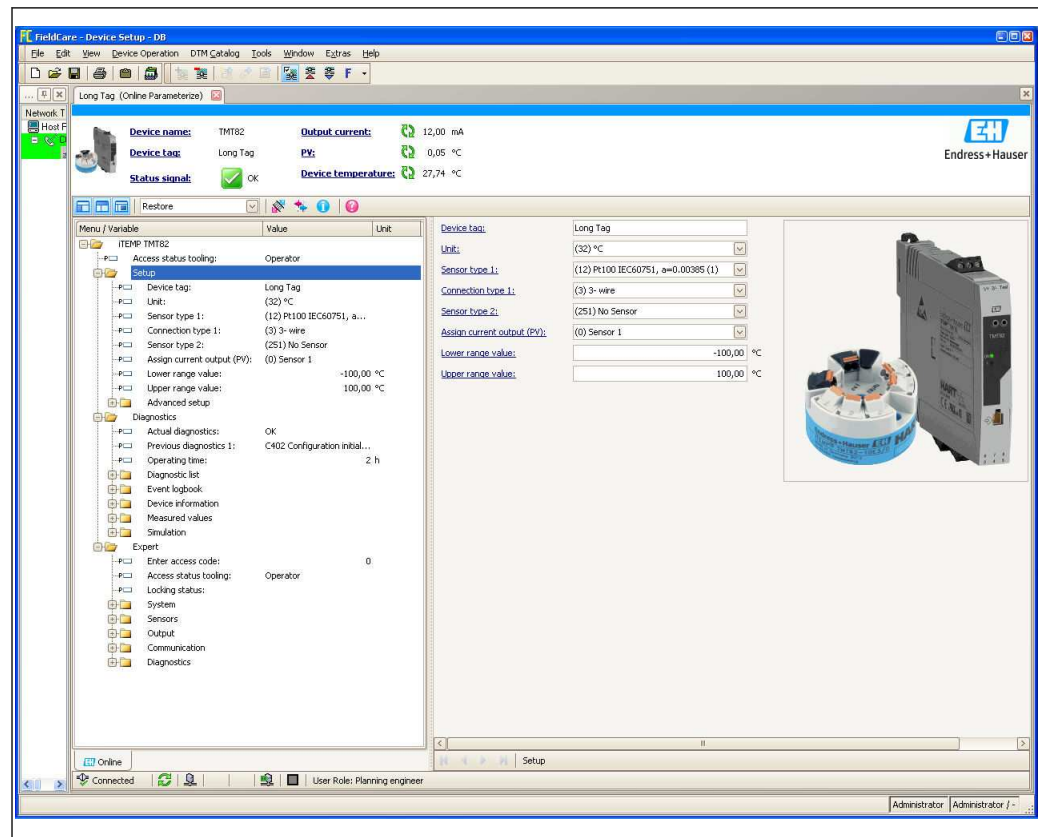 FieldCare - Device Setup - DB
File Edit View Device Operation DTM Catalog Tools Window Extras Help
F
... Long Tag (Online Parameterize)
Network T
Host F
D
Device name: TMT82 Output current: 12,00 mA
Device tag: Long Tag PV: 0,05 °C
Status signal: OK Device temperature: 27,74 °C
EH
Endress+Hauser
Restore
Menu / Variable Value Unit
iTEMP TMT82
Access status tooling: Operator
Setup
Device tag: Long Tag
Unit: (32) °C
Sensor type 1: (12) Pt100 IEC60751, a...
Connection type 1: (3) 3- wire
Sensor type 2: (251) No Sensor
Assign current output (PV): (0) Sensor 1
Lower range value: -100,00 °C
Upper range value: 100,00 °C
Advanced setup
Diagnostics
Actual diagnostics: OK
Previous diagnostics 1: C402 Configuration initial...
Operating time: 2 h
Diagnostic list
Event logbook
Device information
Measured values
Simulation
Expert
Enter access code: 0
Access status tooling: Operator
Locking status:
System
Sensors
Output
Communication
Diagnostics
Device tag: Long Tag
Unit: (32) °C
Sensor type 1: (12) Pt100 IEC60751, a=0.00385 (1)
Connection type 1: (3) 3- wire
Sensor type 2: (251) No Sensor
Assign current output (PV): (0) Sensor 1
Lower range value: -100,00 °C
Upper range value: 100,00 °C
TMT82
HART
Endress+Hauser EH
HART
Online
Setup
Connected User Role: Planning engineer
Administrator Administrator / -